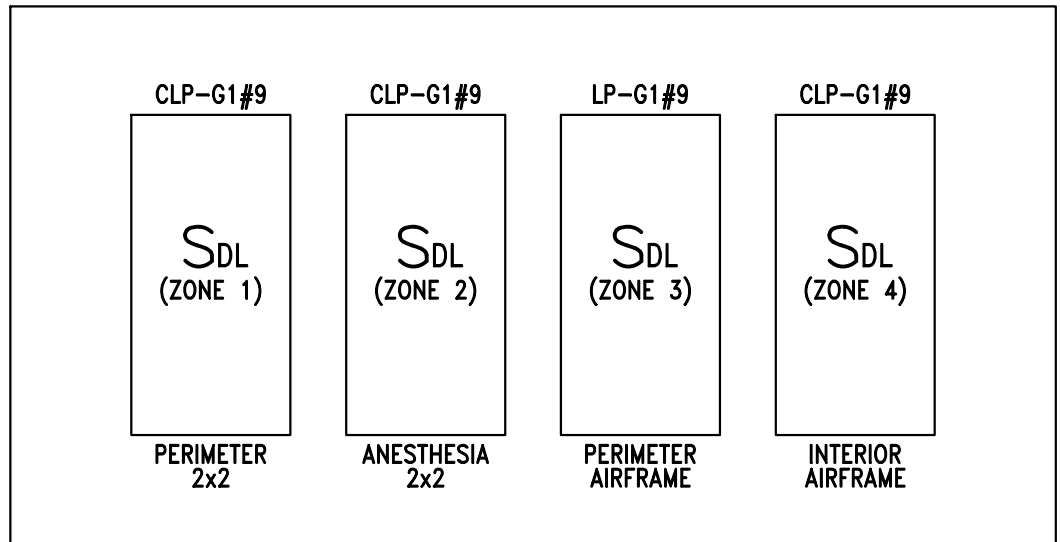 CLP-G1#9 CLP-G1#9 LP-G1#9 CLP-G1#9
SDL SDL SDL SDL
(ZONE 1) (ZONE 2) (ZONE 3) (ZONE 4)
PERIMETER ANESTHESIA PERIMETER INTERIOR
2x2 2x2 AIRFRAME AIRFRAME